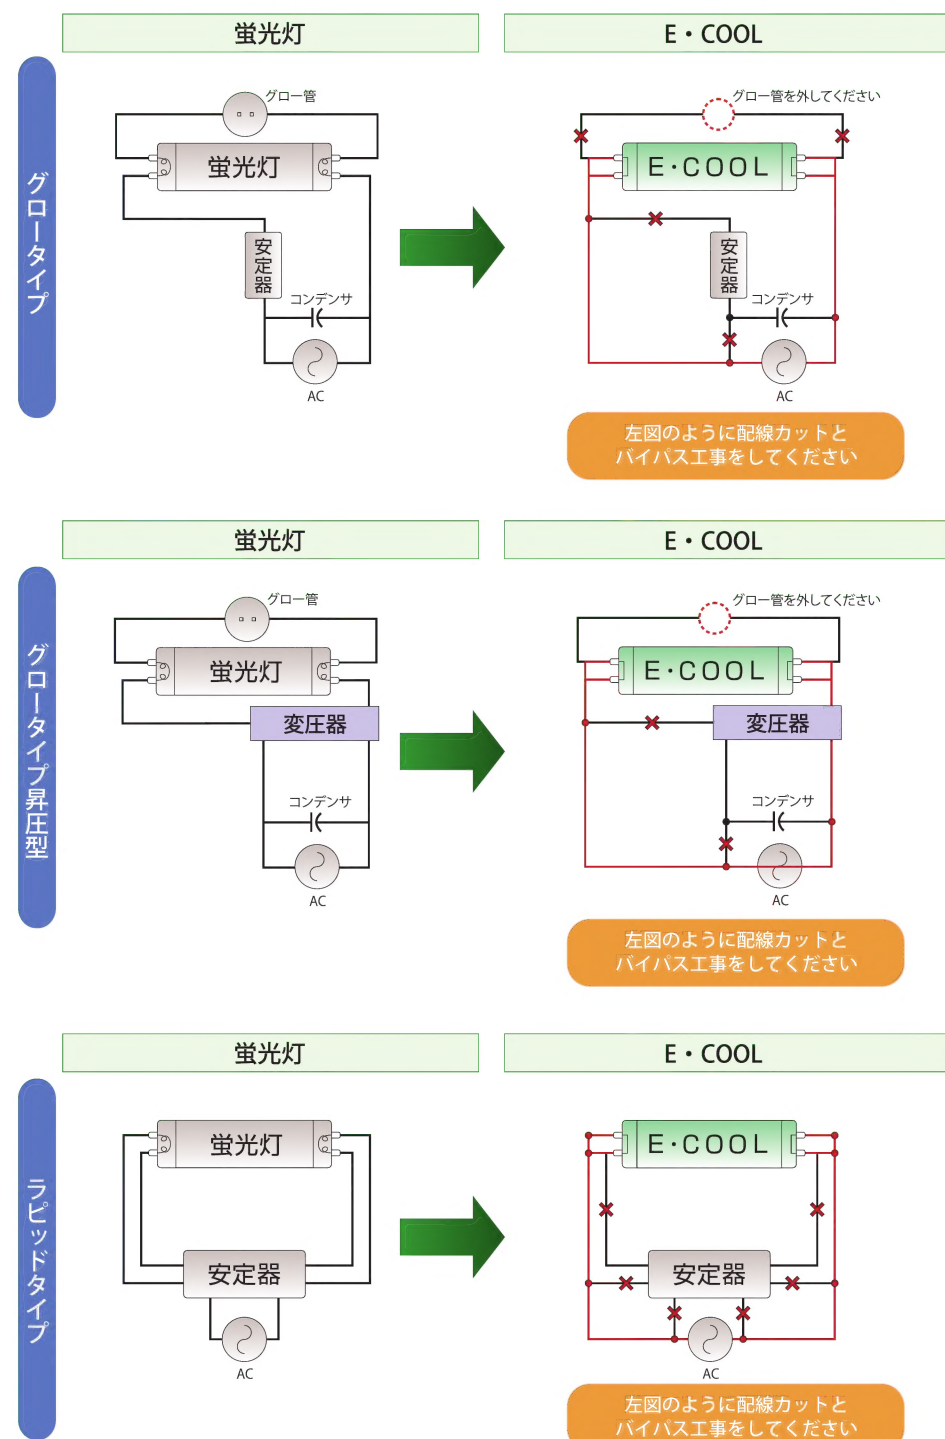 蛍光灯
E・COOL
グロータイプ
グロー管
蛍光灯
安定器
コンデンサ
AC
グロー管を外してください
E・COOL
安定器
コンデンサ
AC
左図のように配線カットと
バイパス工事をしてください
蛍光灯
E・COOL
グロータイプ昇圧型
グロー管
蛍光灯
変圧器
コンデンサ
AC
グロー管を外してください
E・COOL
変圧器
コンデンサ
AC
左図のように配線カットと
バイパス工事をしてください
蛍光灯
E・COOL
ラピッドタイプ
蛍光灯
安定器
AC
E・COOL
安定器
AC
左図のように配線カットと
バイパス工事をしてください